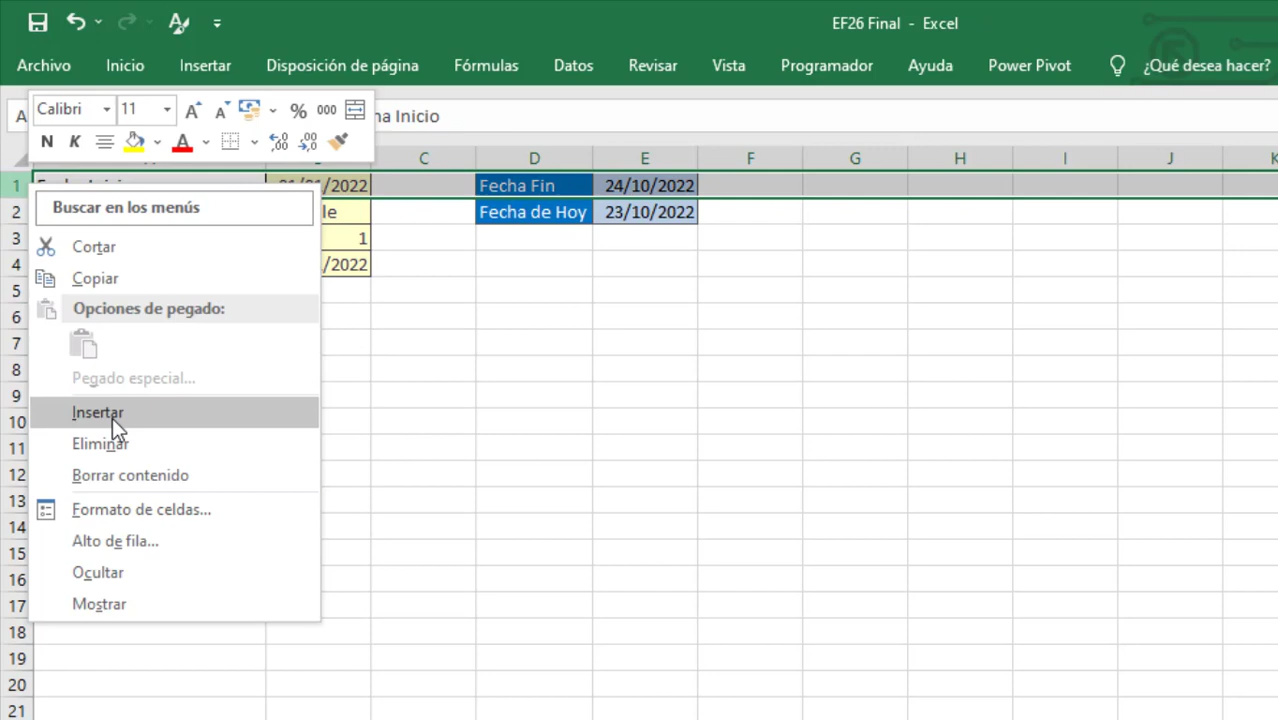 EF26 Final - Excel
Archivo Inicio Insertar Disposición de página Fórmulas Datos Revisar Vista Programador Ayuda Power Pivot ¿Qué desea hacer?
Calibri 11 A A % 000
A na Inicio
N K A
C D E F G H I J K
1 /2022 Fecha Fin 24/10/2022
2 le Fecha de Hoy 23/10/2022
3 1
4 /2022
5
6
7
8
9
10
11
12
13
14
15
16
17
18
19
20
21
Buscar en los menús
Cortar
Copiar
Opciones de pegado:
Pegado especial...
Insertar
Eliminar
Borrar contenido
Formato de celdas...
Alto de fila...
Ocultar
Mostrar